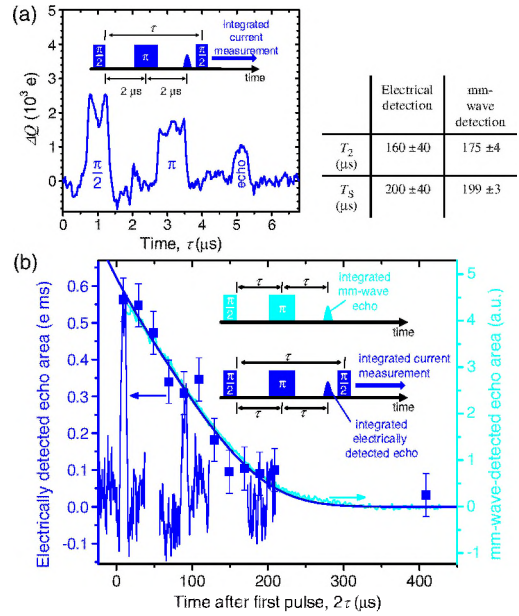 (a)
τ
π/2
π
π/2
integrated
current
measurement
time
2 μs
2 μs
ΔQ (10³ e)
4
3
2
1
0
π/2
π
echo
0
1
2
3
4
5
6
Time, τ (μs)
Electrical
detection
mm-
wave
detection
T₂
(μs)
160 ±40
175 ±4
T_S
(μs)
200 ±40
199 ±3
(b)
Electrically detected echo area (e ms)
0.6
0.5
0.4
0.3
0.2
0.1
0.0
-0.1
τ
τ
π/2
π
integrated
mm-wave
echo
time
τ
π/2
π
π/2
integrated current
measurement
time
τ
τ
integrated
electrically
detected echo
5
4
3
2
1
0
-1
mm-wave-detected echo area (a.u.)
0
100
200
300
400
Time after first pulse, 2τ (μs)